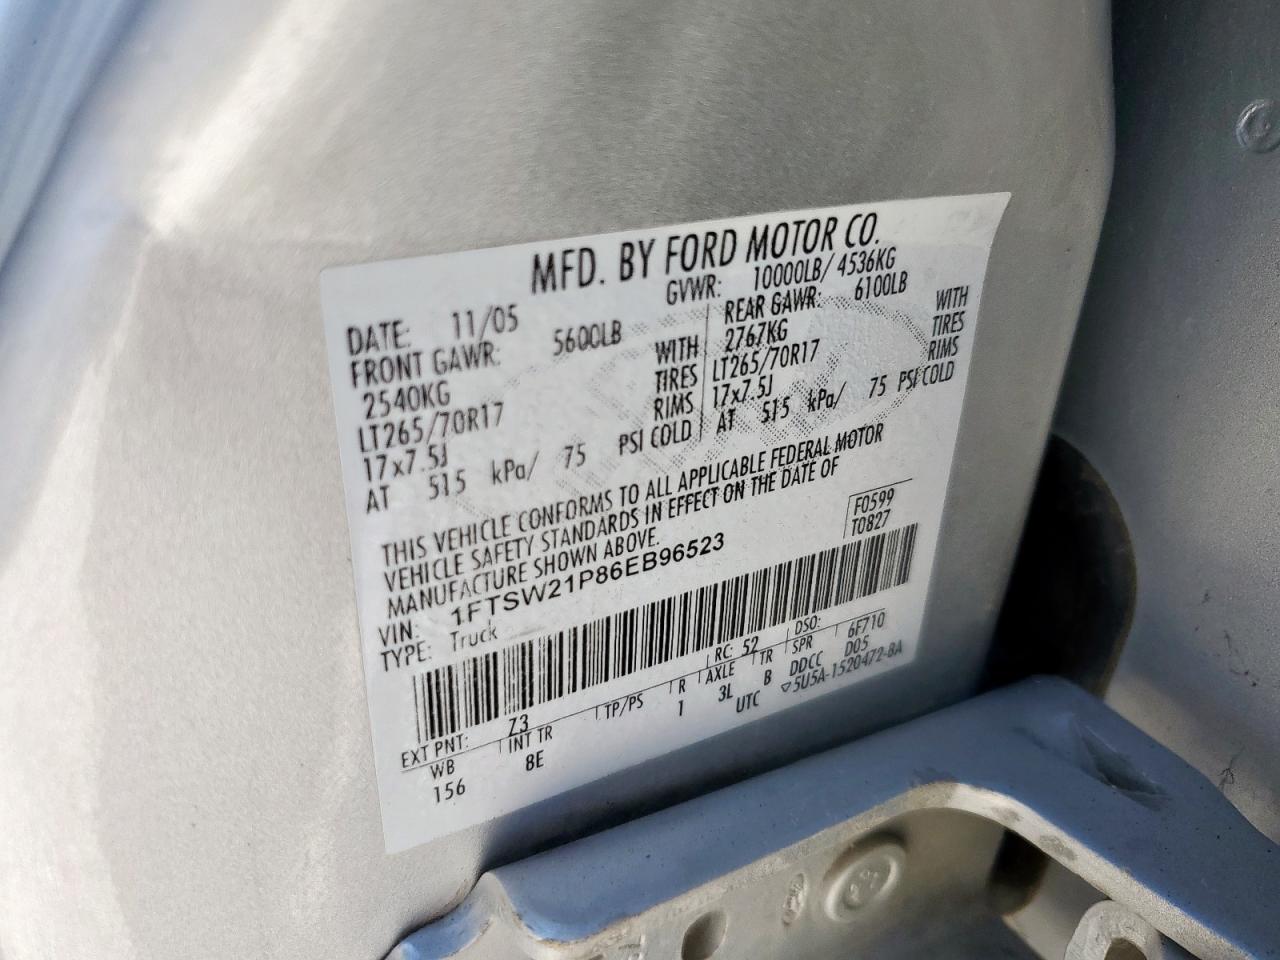 MFD. BY FORD MOTOR CO.
DATE: 11/05 GVWR: 10000LB/ 4536KG
FRONT GAWR: 5600LB REAR GAWR: 6100LB
2540KG WITH 2767KG WITH
LT265/70R17 TIRES LT265/70R17 TIRES
17x7.5J RIMS 17x7.5J RIMS
AT 515 kPa/ 75 PSI COLD AT 515 kPa/ 75 PSI COLD
THIS VEHICLE CONFORMS TO ALL APPLICABLE FEDERAL MOTOR
VEHICLE SAFETY STANDARDS IN EFFECT ON THE DATE OF
MANUFACTURE SHOWN ABOVE.
F0599
T0827
VIN: 1FTSW21P86EB96523
TYPE: Truck
EXT PNT: Z3 RC: 52 DSO:
WB INT TR TP/PS R AXLE TR SPR 6F710
156 8E 1 3L B DDCC D05
UTC ▽5U5A-1520472-BA